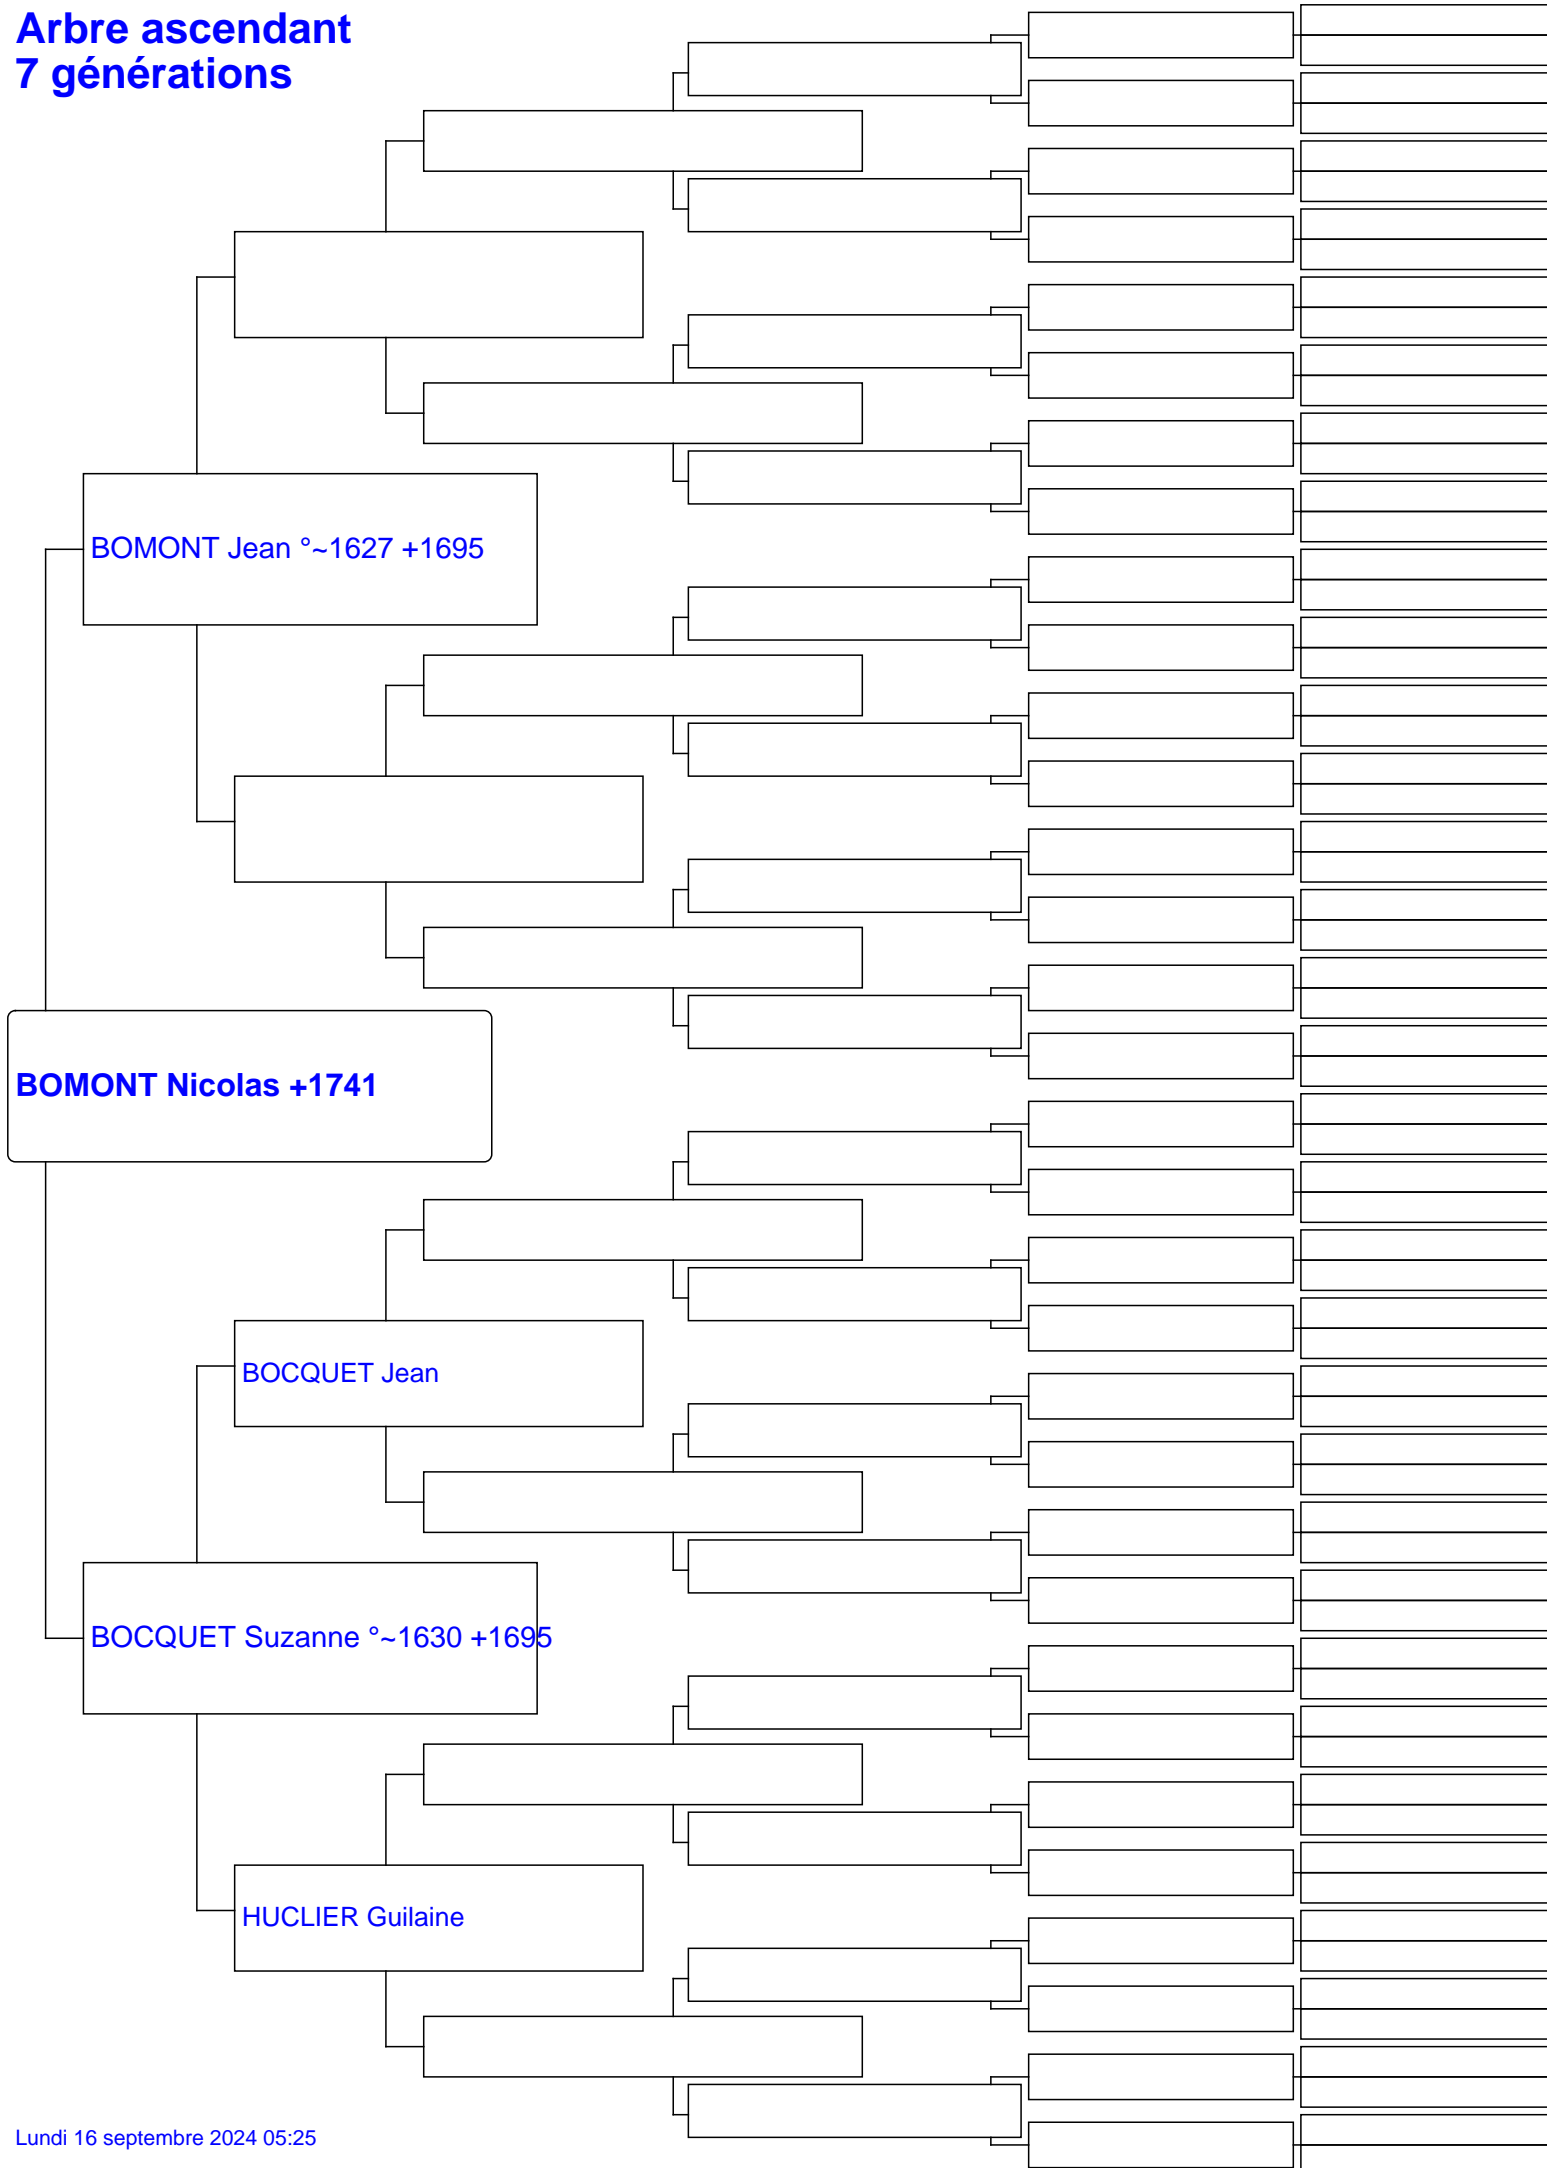 Arbre ascendant
7 générations
BOMONT Jean °~1627 +1695
BOMONT Nicolas +1741
BOCQUET Jean
BOCQUET Suzanne °~1630 +1695
HUCLIER Guilaine
Lundi 16 septembre 2024 05:25